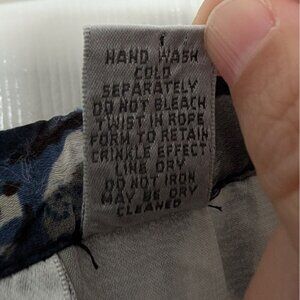 HAND WASH
COLD
SEPARATELY
DO NOT BLEACH
TWIST IN ROPE
FORM TO RETAIN
CRINKLE EFFECT
LINE DRY
DO NOT IRON
MAY BE DRY
CLEANED